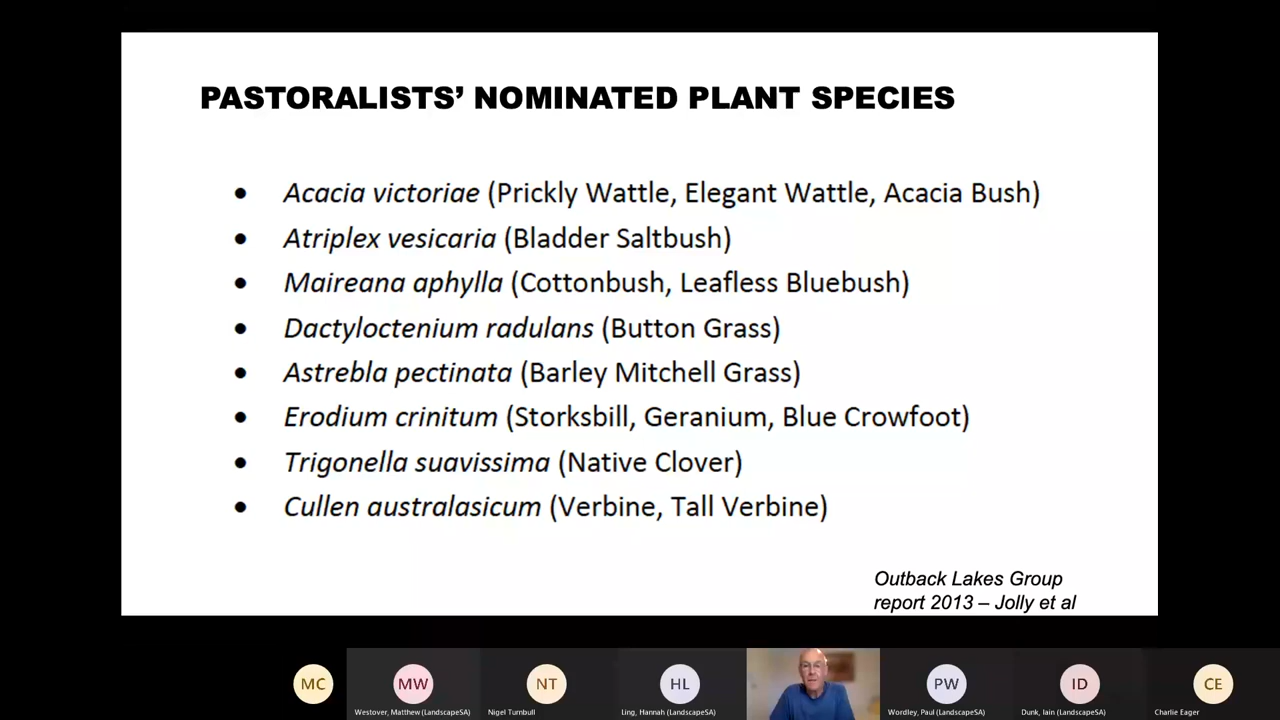 PASTORALISTS’ NOMINATED PLANT SPECIES
• Acacia victoriae (Prickly Wattle, Elegant Wattle, Acacia Bush)
• Atriplex vesicaria (Bladder Saltbush)
• Maireana aphylla (Cottonbush, Leafless Bluebush)
• Dactyloctenium radulans (Button Grass)
• Astrebla pectinata (Barley Mitchell Grass)
• Erodium crinitum (Storksbill, Geranium, Blue Crowfoot)
• Trigonella suavissima (Native Clover)
• Cullen australasicum (Verbine, Tall Verbine)
Outback Lakes Group
report 2013 – Jolly et al
MC MW NT HL PW ID CE
Westover, Matthew (LandscapeSA) Nigel Turnbull Ling, Hannah (LandscapeSA) Wordley, Paul (LandscapeSA) Dunk, Iain (LandscapeSA) Charlie Eager